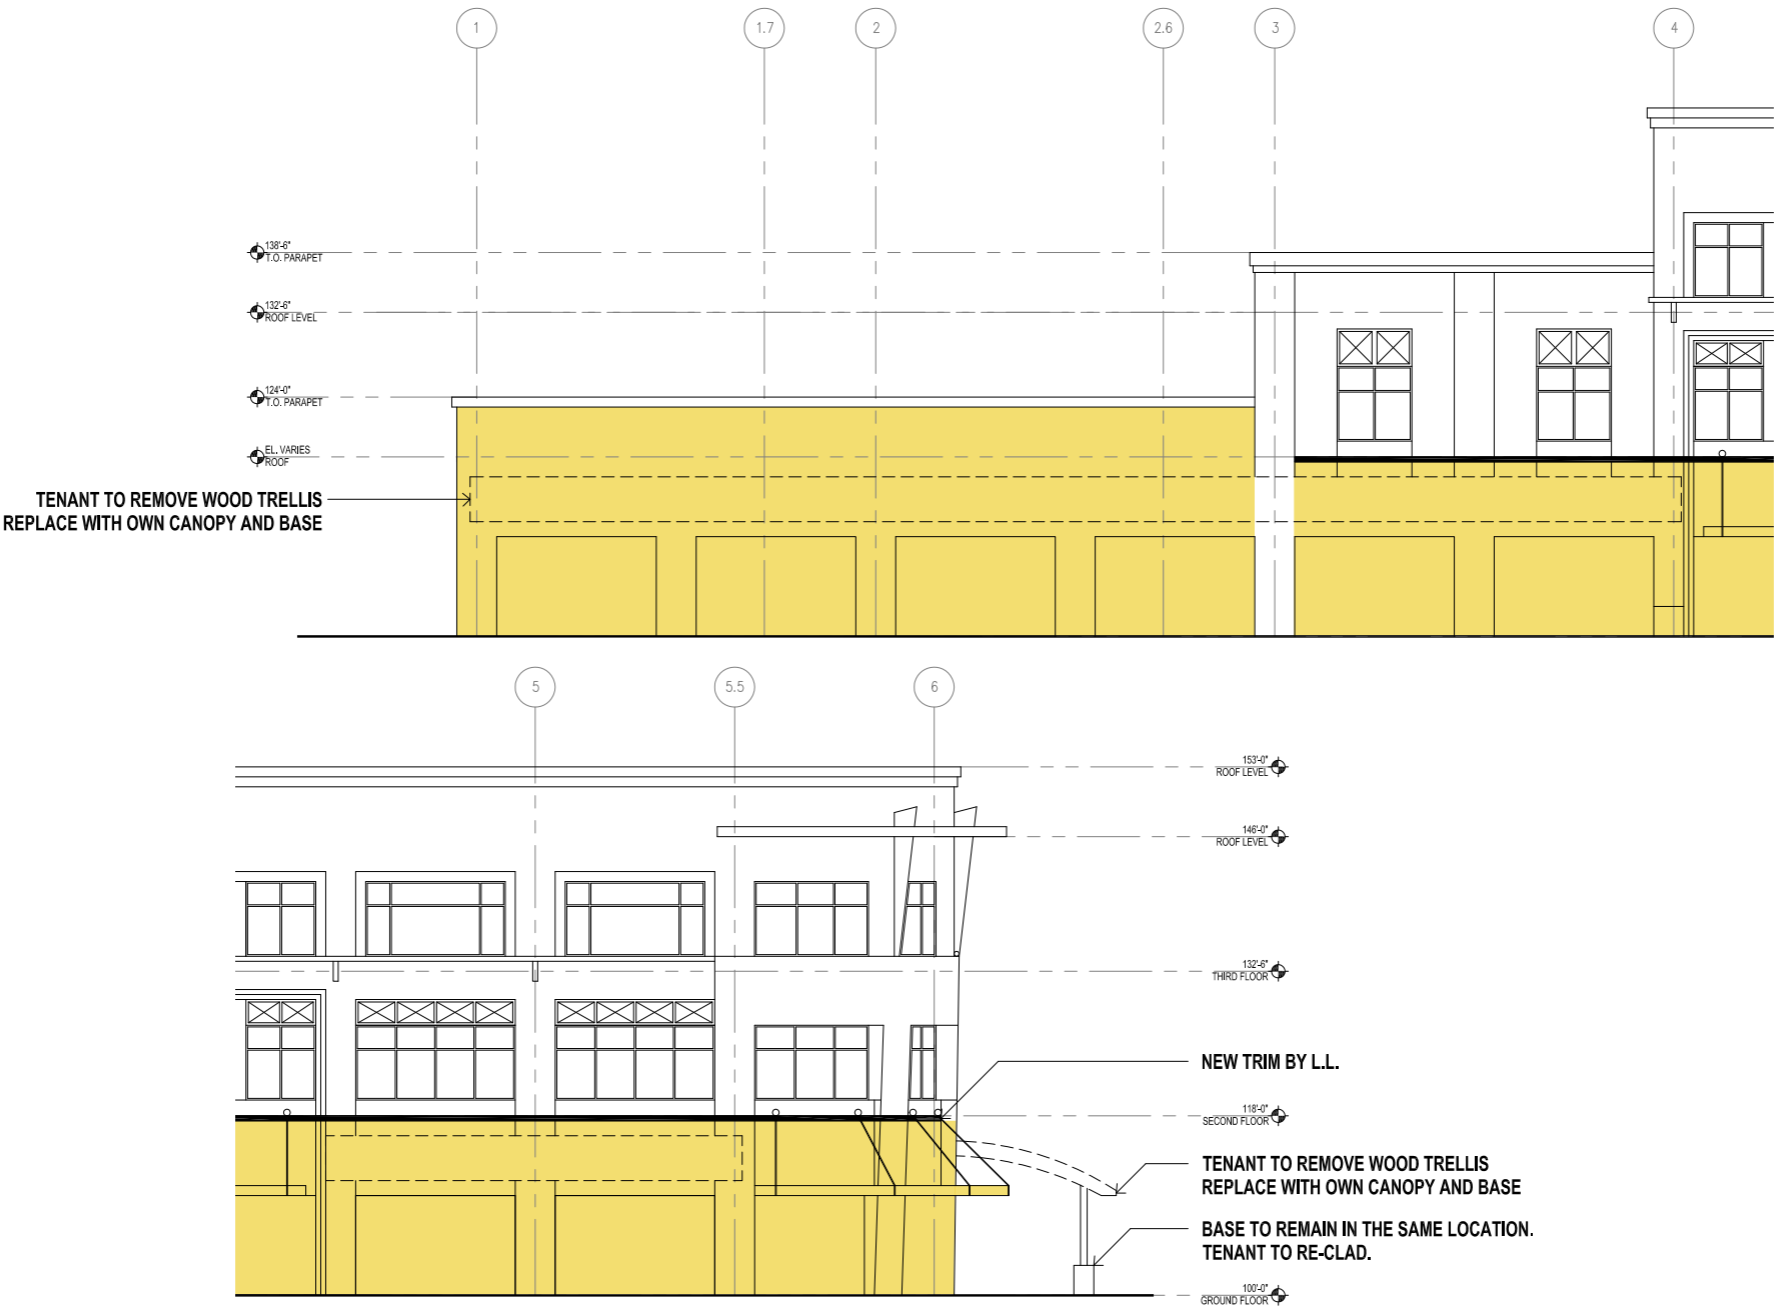 1
1.7
2
2.6
3
4
138'-6"
T.O. PARAPET
132'-6"
ROOF LEVEL
124'-0"
T.O. PARAPET
EL. VARIES
ROOF
TENANT TO REMOVE WOOD TRELLIS
REPLACE WITH OWN CANOPY AND BASE
5
5.5
6
153'-0"
ROOF LEVEL
146'-0"
ROOF LEVEL
132'-6"
THIRD FLOOR
NEW TRIM BY L.L.
118'-0"
SECOND FLOOR
TENANT TO REMOVE WOOD TRELLIS
REPLACE WITH OWN CANOPY AND BASE
BASE TO REMAIN IN THE SAME LOCATION.
TENANT TO RE-CLAD.
100'-0"
GROUND FLOOR